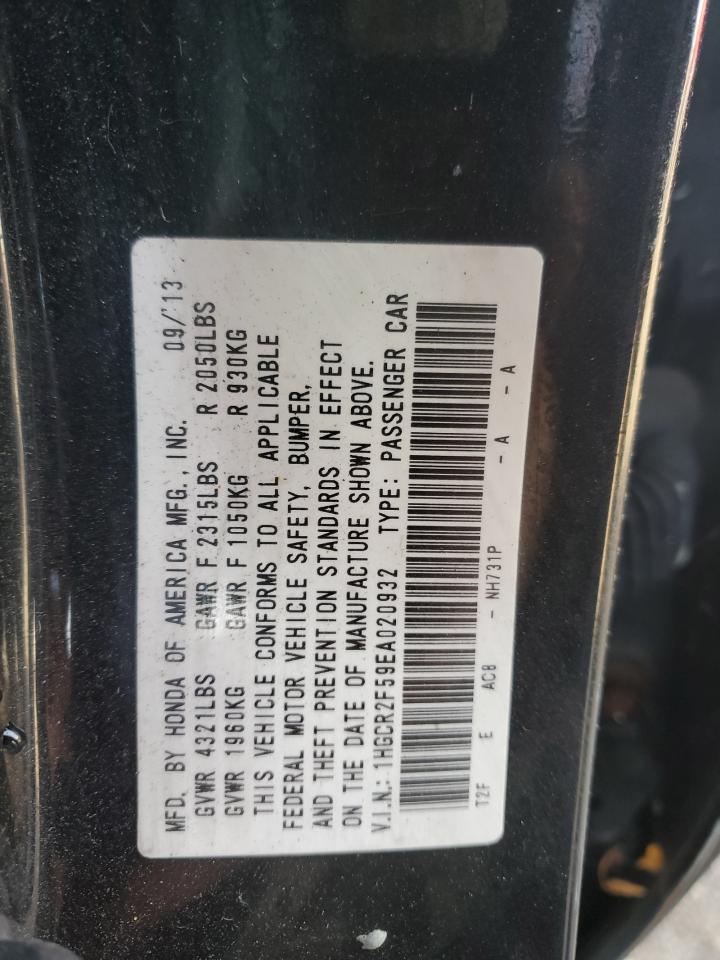 MFD. BY HONDA OF AMERICA MFG., INC. 09/'13
GVWR 4321LBS GAWR F 2315LBS R 2050LBS
GVWR 1960KG GAWR F 1050KG R 930KG
THIS VEHICLE CONFORMS TO ALL APPLICABLE
FEDERAL MOTOR VEHICLE SAFETY, BUMPER,
AND THEFT PREVENTION STANDARDS IN EFFECT
ON THE DATE OF MANUFACTURE SHOWN ABOVE.
V.I.N.: 1HGCR2F59EA020932 TYPE: PASSENGER CAR
T2F E AC8 - NH731P - A - A